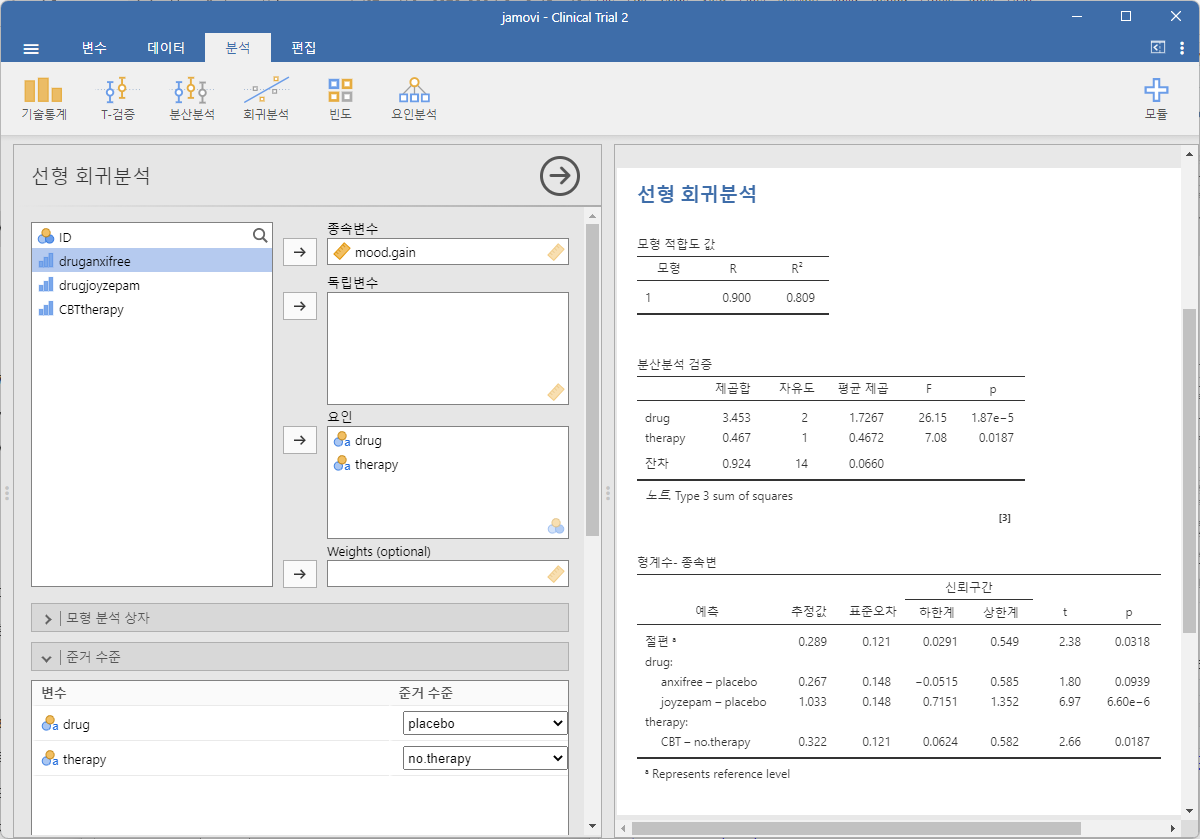 jamovi - Clinical Trial 2
변수 데이터 분석 편집
기술통계 T-검증 분산분석 회귀분석 빈도 요인분석 모듈
선형 회귀분석
ID
druganxifree
drugjoyzepam
CBTtherapy
종속변수
mood.gain
독립변수
요인
drug
therapy
Weights (optional)
모형 분석 상자
준거 수준
변수 준거 수준
drug placebo
therapy no.therapy
선형 회귀분석
모형 적합도 값
모형 R R²
1 0.900 0.809
분산분석 검증
제곱합 자유도 평균 제곱 F p
drug 3.453 2 1.7267 26.15 1.87e−5
therapy 0.467 1 0.4672 7.08 0.0187
잔차 0.924 14 0.0660
노트. Type 3 sum of squares
[3]
형계수- 종속변
신뢰구간
예측 추정값 표준오차 하한계 상한계 t p
절편 ᵃ 0.289 0.121 0.0291 0.549 2.38 0.0318
drug:
anxifree – placebo 0.267 0.148 −0.0515 0.585 1.80 0.0939
joyzepam – placebo 1.033 0.148 0.7151 1.352 6.97 6.60e−6
therapy:
CBT – no.therapy 0.322 0.121 0.0624 0.582 2.66 0.0187
ᵃ Represents reference level